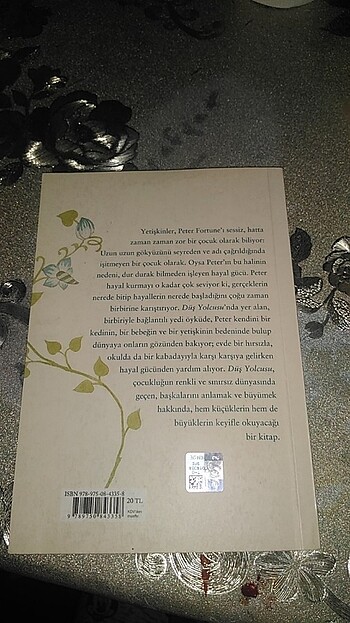 Yetişkinler, Peter Fortune'ı sessiz, hatta
zaman zaman zor bir çocuk olarak biliyor:
Uzun uzun gökyüzünü seyreden ve adı çağrıldığında
işitmeyen bir çocuk olarak. Oysa Peter'ın bu halinin
nedeni, dur durak bilmeden işleyen hayal gücü. Peter
hayal kurmayı o kadar çok seviyor ki, gerçeklerin
nerede bitip hayallerin nerede başladığını çoğu zaman
birbirine karıştırıyor. Düş Yolcusu'nda yer alan,
birbiriyle bağlantılı yedi öyküde, Peter kendini bir
kedinin, bir bebeğin ve bir yetişkinin bedeninde bulup
dünyaya onların gözünden bakıyor; evde bir hırsızla,
okulda da bir kabadayıyla karşı karşıya gelirken
hayal gücünden yardım alıyor. Düş Yolcusu,
çocukluğun renkli ve sınırsız dünyasında
geçen, başkalarını anlamak ve büyümek
hakkında, hem küçüklerin hem de
büyüklerin keyifle okuyacağı
bir kitap.
ISBN 978-975-08-4335-8
20 TL
9 789750 843358